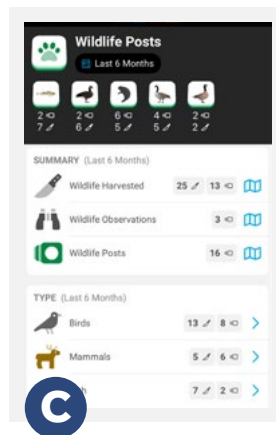 Wildlife Posts
Last 6 Months
2 2 6 4 2
7 6 5 5 2
SUMMARY (Last 6 Months)
Wildlife Harvested 25 13
Wildlife Observations 3
Wildlife Posts 16
TYPE (Last 6 Months)
Birds 13 8
Mammals 5 6
7 2
C